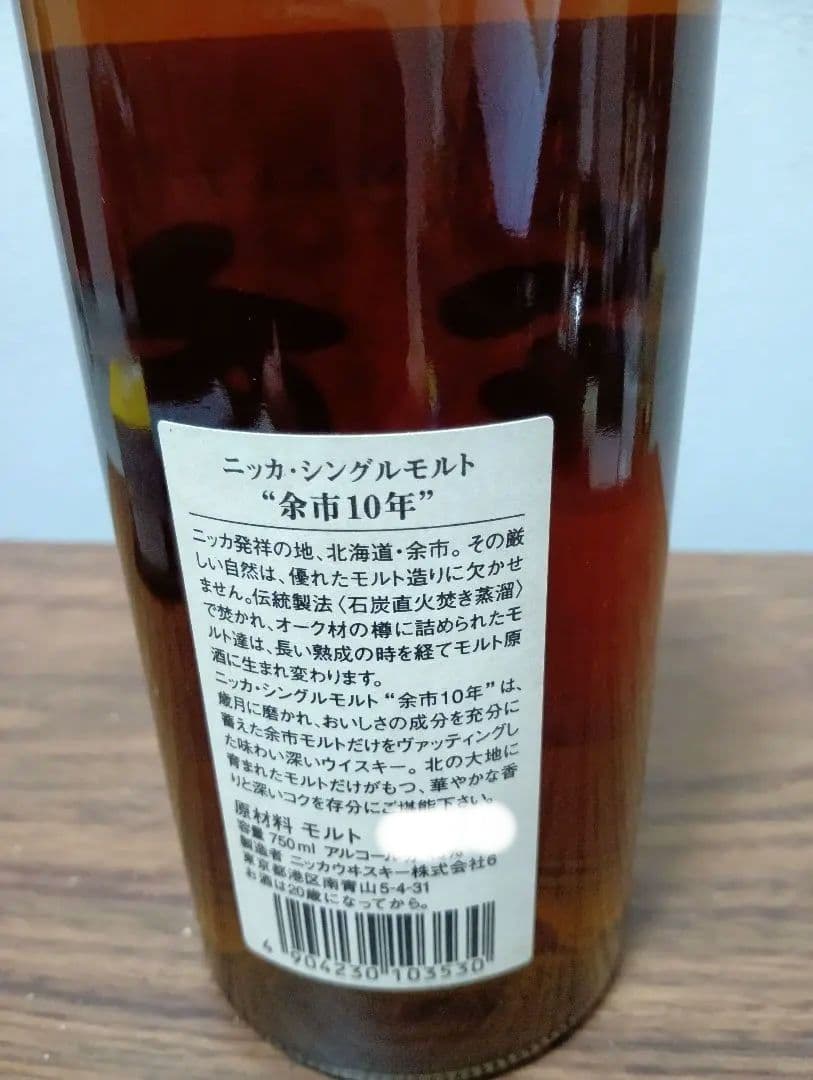 ニッカ・シングルモルト
“余市10年”
ニッカ発祥の地、北海道・余市。その厳
しい自然は、優れたモルト造りに欠かせ
ません。伝統製法〈石炭直火焚き蒸溜〉
で焚かれ、オーク材の樽に詰められたモ
ルト達は、長い熟成の時を経てモルト原
酒に生まれ変わります。
ニッカ・シングルモルト“余市10年”は、
歳月に磨かれ、おいしさの成分を充分に
蓄えた余市モルトだけをヴァッティングし
た味わい深いウイスキー。北の大地に
育まれたモルトだけがもつ、華やかな香
りと深いコクを存分にご堪能下さい。
原材料 モルト
容量 750ml アルコール
製造者 ニッカウヰスキー株式会社6
東京都港区南青山5-4-31
お酒は20歳になってから。
4 904230 103530